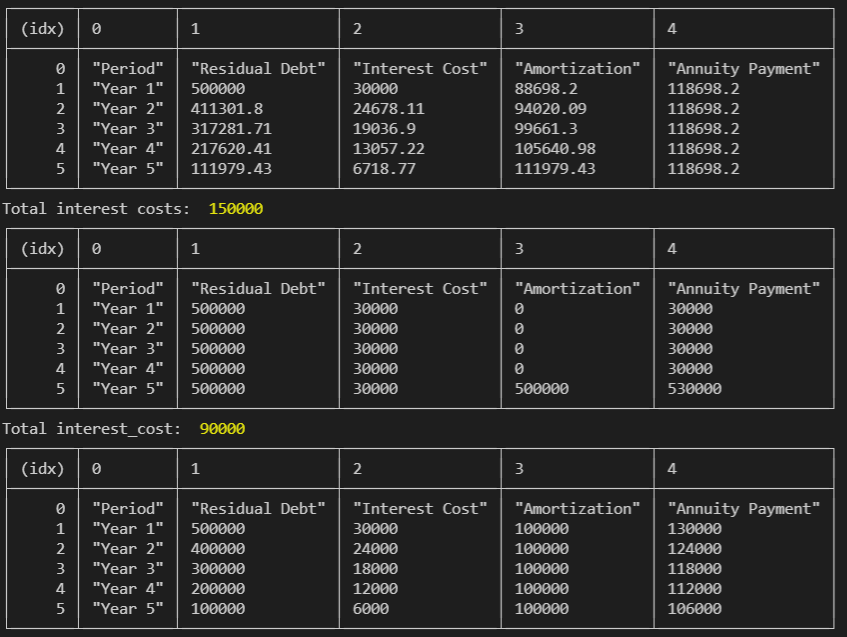 (idx) 0 1 2 3 4
0 "Period" "Residual Debt" "Interest Cost" "Amortization" "Annuity Payment"
1 "Year 1" 500000 30000 88698.2 118698.2
2 "Year 2" 411301.8 24678.11 94020.09 118698.2
3 "Year 3" 317281.71 19036.9 99661.3 118698.2
4 "Year 4" 217620.41 13057.22 105640.98 118698.2
5 "Year 5" 111979.43 6718.77 111979.43 118698.2
Total interest costs: 150000
(idx) 0 1 2 3 4
0 "Period" "Residual Debt" "Interest Cost" "Amortization" "Annuity Payment"
1 "Year 1" 500000 30000 0 30000
2 "Year 2" 500000 30000 0 30000
3 "Year 3" 500000 30000 0 30000
4 "Year 4" 500000 30000 0 30000
5 "Year 5" 500000 30000 500000 530000
Total interest_cost: 90000
(idx) 0 1 2 3 4
0 "Period" "Residual Debt" "Interest Cost" "Amortization" "Annuity Payment"
1 "Year 1" 500000 30000 100000 130000
2 "Year 2" 400000 24000 100000 124000
3 "Year 3" 300000 18000 100000 118000
4 "Year 4" 200000 12000 100000 112000
5 "Year 5" 100000 6000 100000 106000